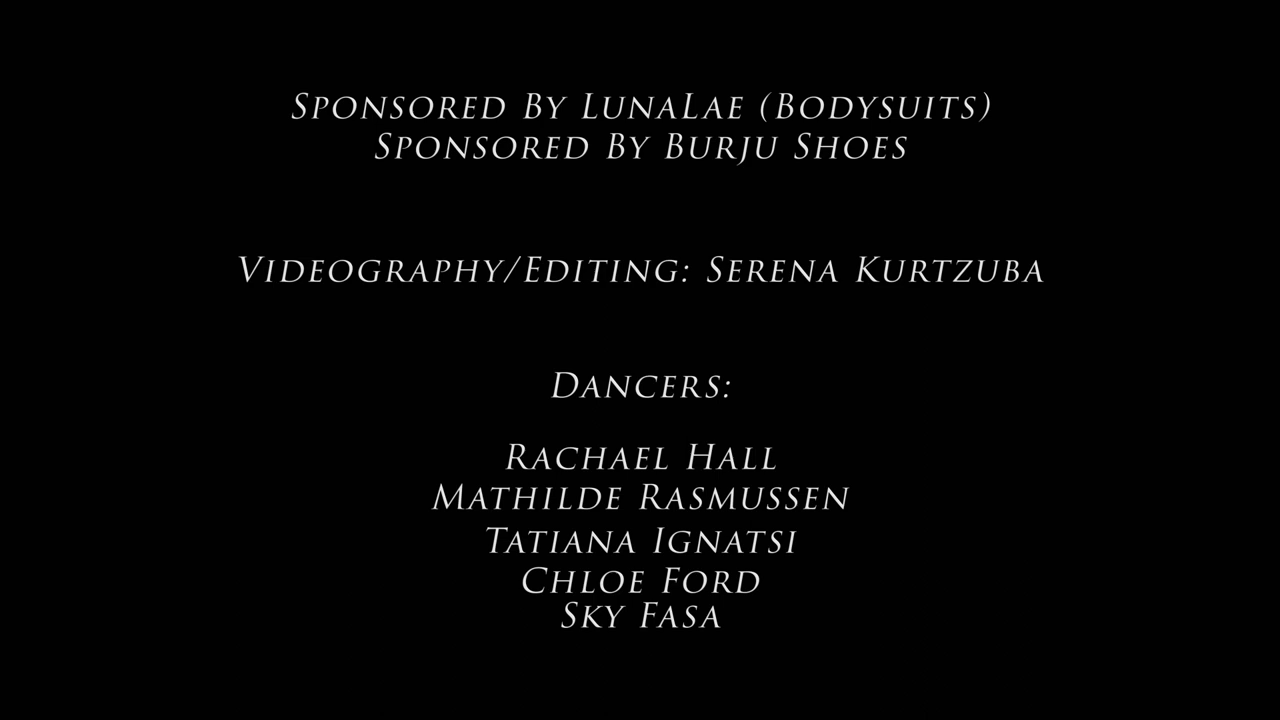 Sponsored By LunaLae (Bodysuits)
Sponsored By Burju Shoes
Videography/Editing: Serena Kurtzuba
Dancers:
Rachael Hall
Mathilde Rasmussen
Tatiana Ignatsi
Chloe Ford
Sky Fasa